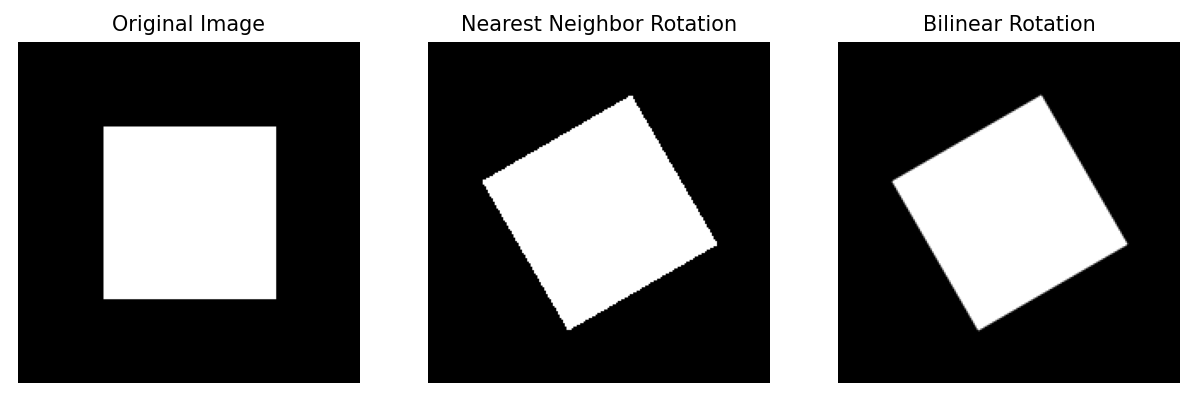 Original Image
Nearest Neighbor Rotation
Bilinear Rotation